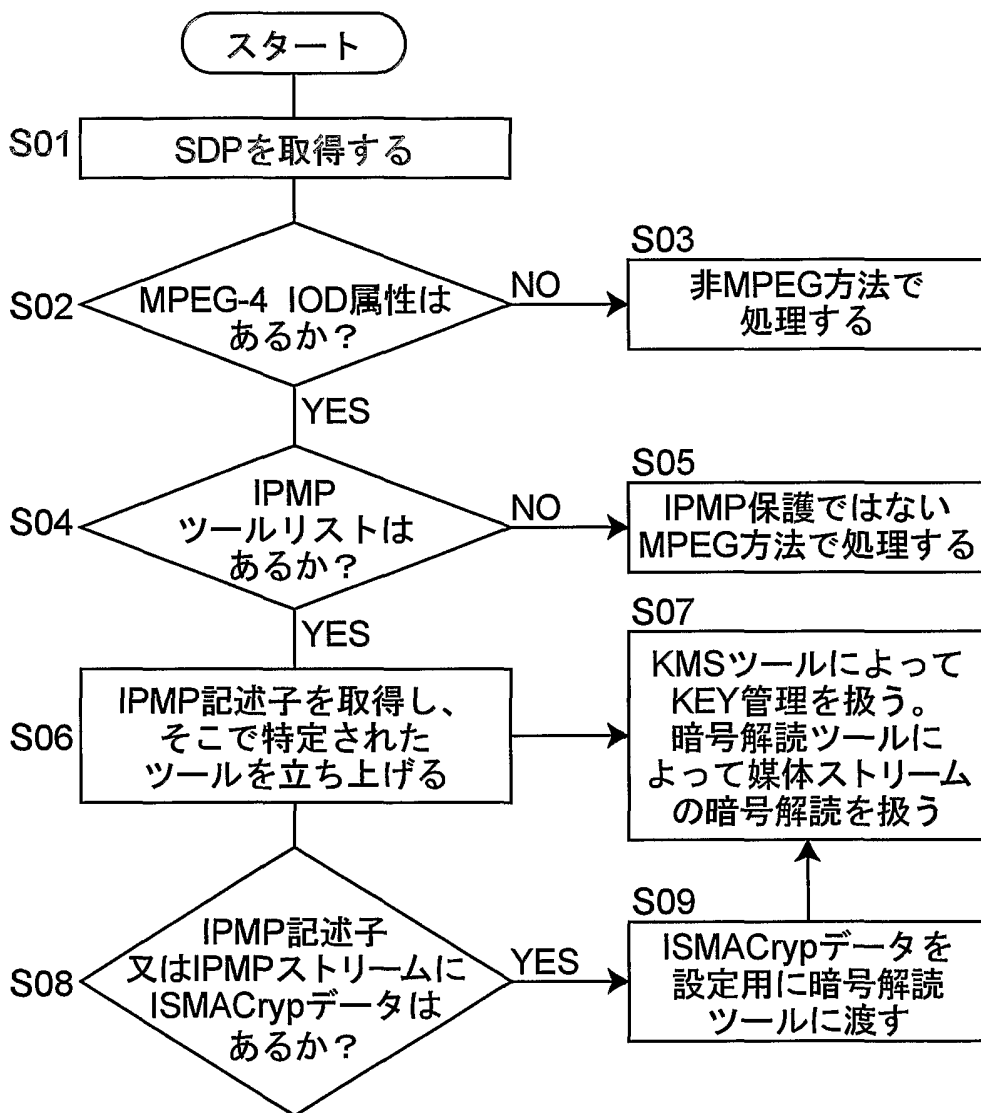 スタート
S01
SDPを取得する
S02
MPEG-4 IOD属性は
あるか?
NO
S03
非MPEG方法で
処理する
YES
S04
IPMP
ツールリストは
あるか?
NO
S05
IPMP保護ではない
MPEG方法で処理する
YES
S06
IPMP記述子を取得し、
そこで特定された
ツールを立ち上げる
S07
KMSツールによって
KEY管理を扱う。
暗号解読ツールに
よって媒体ストリーム
の暗号解読を扱う
S08
IPMP記述子
又はIPMPストリームに
ISMACrypデータは
あるか?
YES
S09
ISMACrypデータを
設定用に暗号解読
ツールに渡す